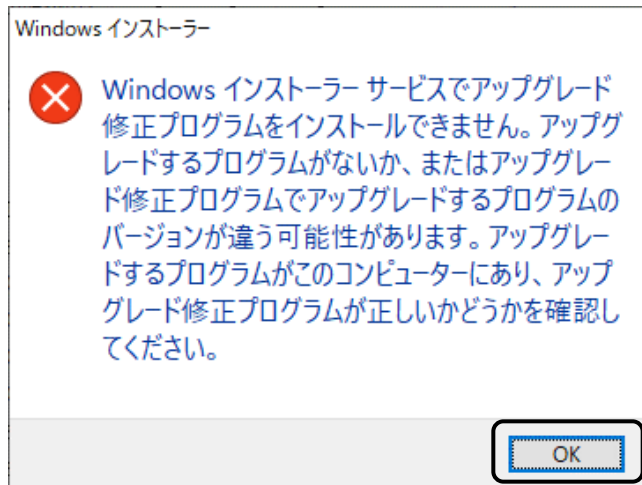 Windows インストーラー
Windows インストーラー サービスでアップグレード
修正プログラムをインストールできません。アップグ
レードするプログラムがないか、またはアップグレー
ド修正プログラムでアップグレードするプログラムの
バージョンが違う可能性があります。アップグレー
ドするプログラムがこのコンピューターにあり、アップ
グレード修正プログラムが正しいかどうかを確認し
てください。
OK